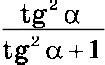 tg² α
tg² α + 1